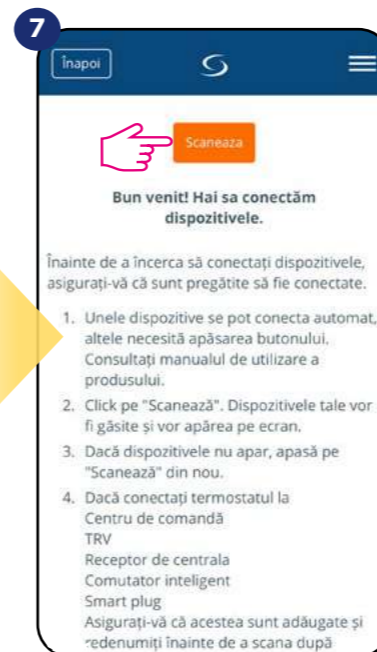 7
Înapoi
Scaneaza
Bun venit! Hai sa conectăm
dispozitivele.
Înainte de a încerca să conectați dispozitivele,
asigurați-vă că sunt pregătite să fie conectate.
1. Unele dispozitive se pot conecta automat,
altele necesită apăsarea butonului.
Consultați manualul de utilizare a
produsului.
2. Click pe "Scanează". Dispozitivele tale vor
fi găsite și vor apărea pe ecran.
3. Dacă dispozitivele nu apar, apasă pe
"Scanează" din nou.
4. Dacă conectați termostatul la
Centru de comandă
TRV
Receptor de centrala
Comutator inteligent
Smart plug
Asigurați-vă că acestea sunt adăugate și
redenumiți înainte de a scana după